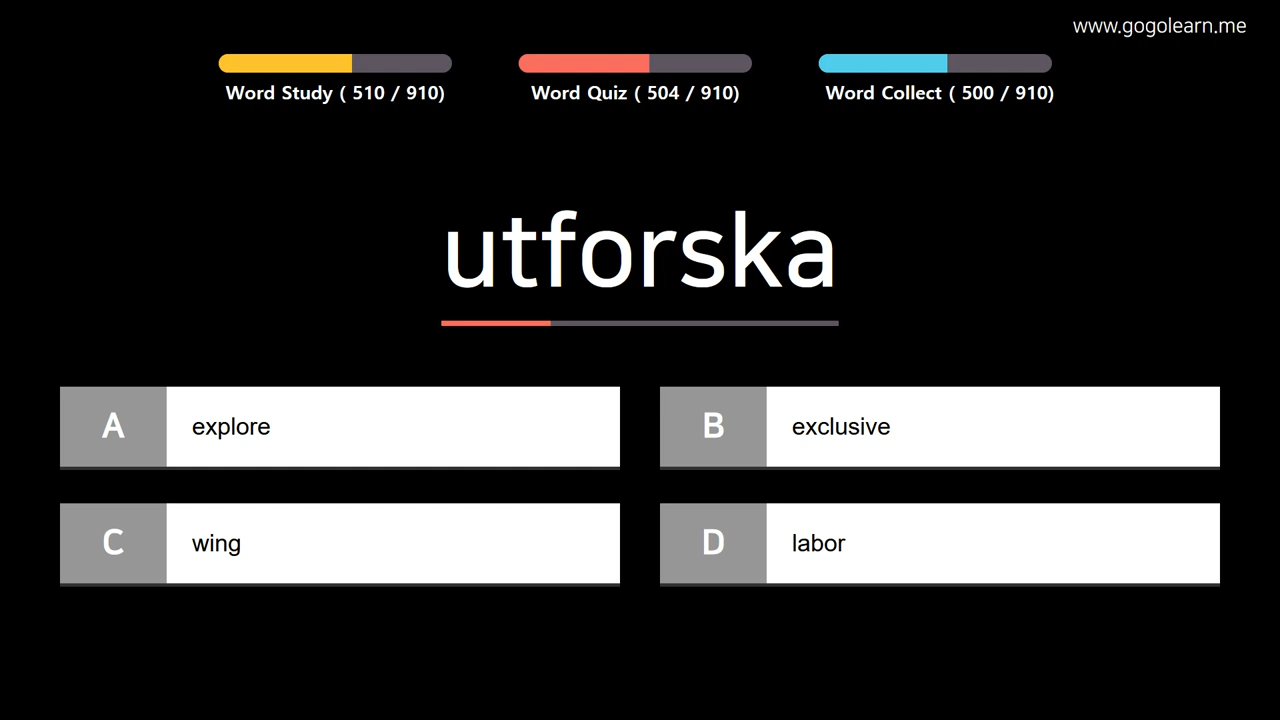 www.gogolearn.me
Word Study ( 510 / 910)
Word Quiz ( 504 / 910)
Word Collect ( 500 / 910)
utforska
A explore
B exclusive
C wing
D labor